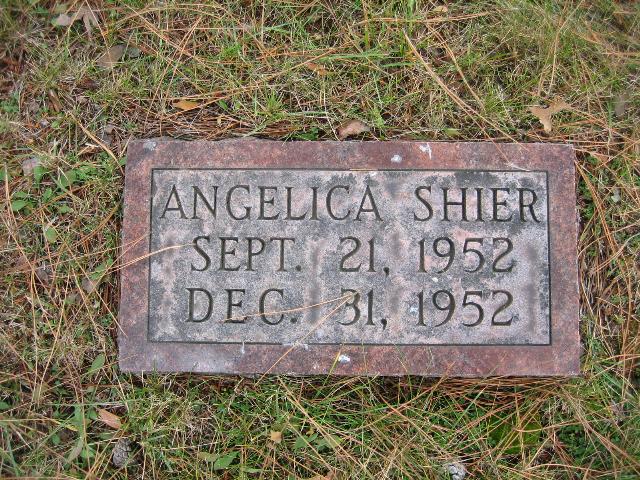 ANGELICA SHIER
SEPT. 21, 1952
DEC. 31, 1952